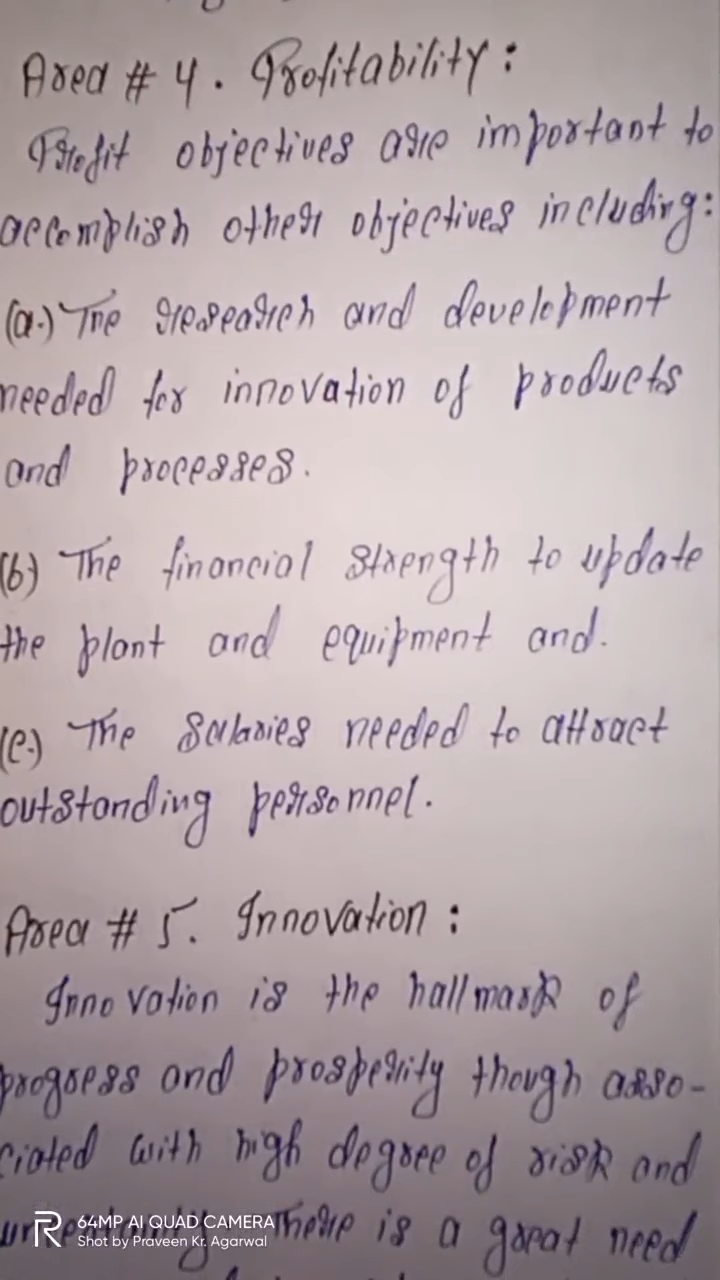 Area # 4. Profitability:
Profit objectives are important to
accomplish other objectives including:
(a.) The research and development
needed for innovation of products
and processes.
(b) The financial strength to update
the plant and equipment and.
(c.) The salaries needed to attract
outstanding personnel.
Area # 5. Innovation:
Innovation is the hallmark of
progress and prosperity though asso-
ciated with high degree of risk and
There is a great need
64MP AI QUAD CAMERA
Shot by Praveen Kr. Agarwal